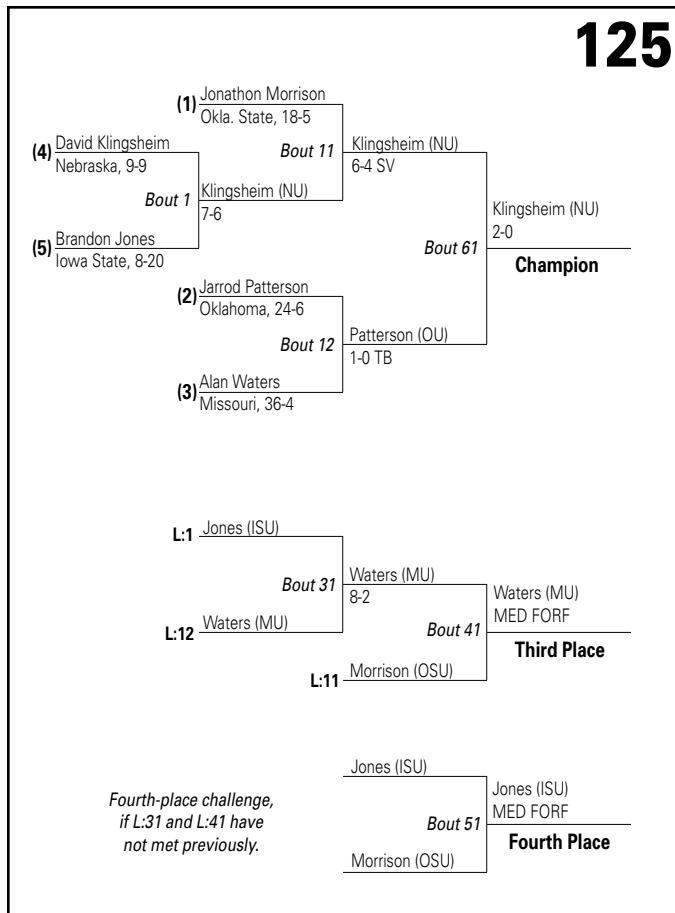 125
(1) Jonathon Morrison
Okla. State, 18-5
(4) David Klingsheim
Nebraska, 9-9
Bout 11
Klingsheim (NU)
6-4 SV
Bout 1
Klingsheim (NU)
7-6
Klingsheim (NU)
2-0
(5) Brandon Jones
Iowa State, 8-20
Bout 61
Champion
(2) Jarrod Patterson
Oklahoma, 24-6
Bout 12
Patterson (OU)
1-0 TB
(3) Alan Waters
Missouri, 36-4
L:1 Jones (ISU)
Bout 31
Waters (MU)
8-2
Waters (MU)
MED FORF
L:12 Waters (MU)
Bout 41
Third Place
L:11 Morrison (OSU)
Jones (ISU)
Fourth-place challenge,
if L:31 and L:41 have
not met previously.
Jones (ISU)
MED FORF
Bout 51
Fourth Place
Morrison (OSU)